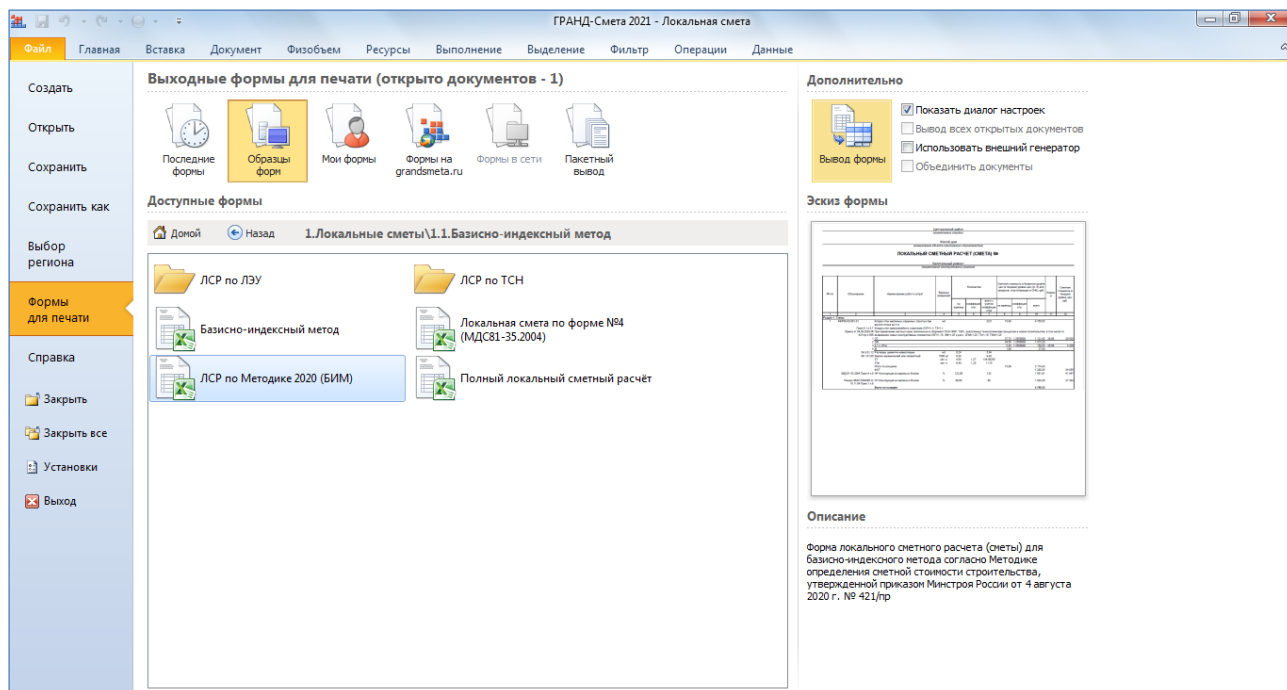 ГРАНД-Смета 2021 - Локальная смета
Файл Главная Вставка Документ Физобъем Ресурсы Выполнение Выделение Фильтр Операции Данные
Создать
Открыть
Сохранить
Сохранить как
Выбор
региона
Формы
для печати
Справка
Закрыть
Закрыть все
Установки
Выход
Выходные формы для печати (открыто документов - 1)
Последние
формы
Образцы
форм
Мои формы
Формы на
grandsmeta.ru
Формы в сети
Пакетный
вывод
Доступные формы
Домой Назад 1.Локальные сметы\1.1.Базисно-индексный метод
ЛСР по ЛЭУ
ЛСР по ТСН
Базисно-индексный метод
Локальная смета по форме №4
(МДС81-35.2004)
ЛСР по Методике 2020 (БИМ)
Полный локальный сметный расчёт
Дополнительно
Вывод формы
Показать диалог настроек
Вывод всех открытых документов
Использовать внешний генератор
Объединить документы
Эскиз формы
ЛОКАЛЬНЫЙ СМЕТНЫЙ РАСЧЕТ (СМЕТА) №
Описание
Форма локального сметного расчета (сметы) для
базисно-индексного метода согласно Методике
определения сметной стоимости строительства,
утвержденной приказом Минстроя России от 4 августа
2020 г. № 421/пр